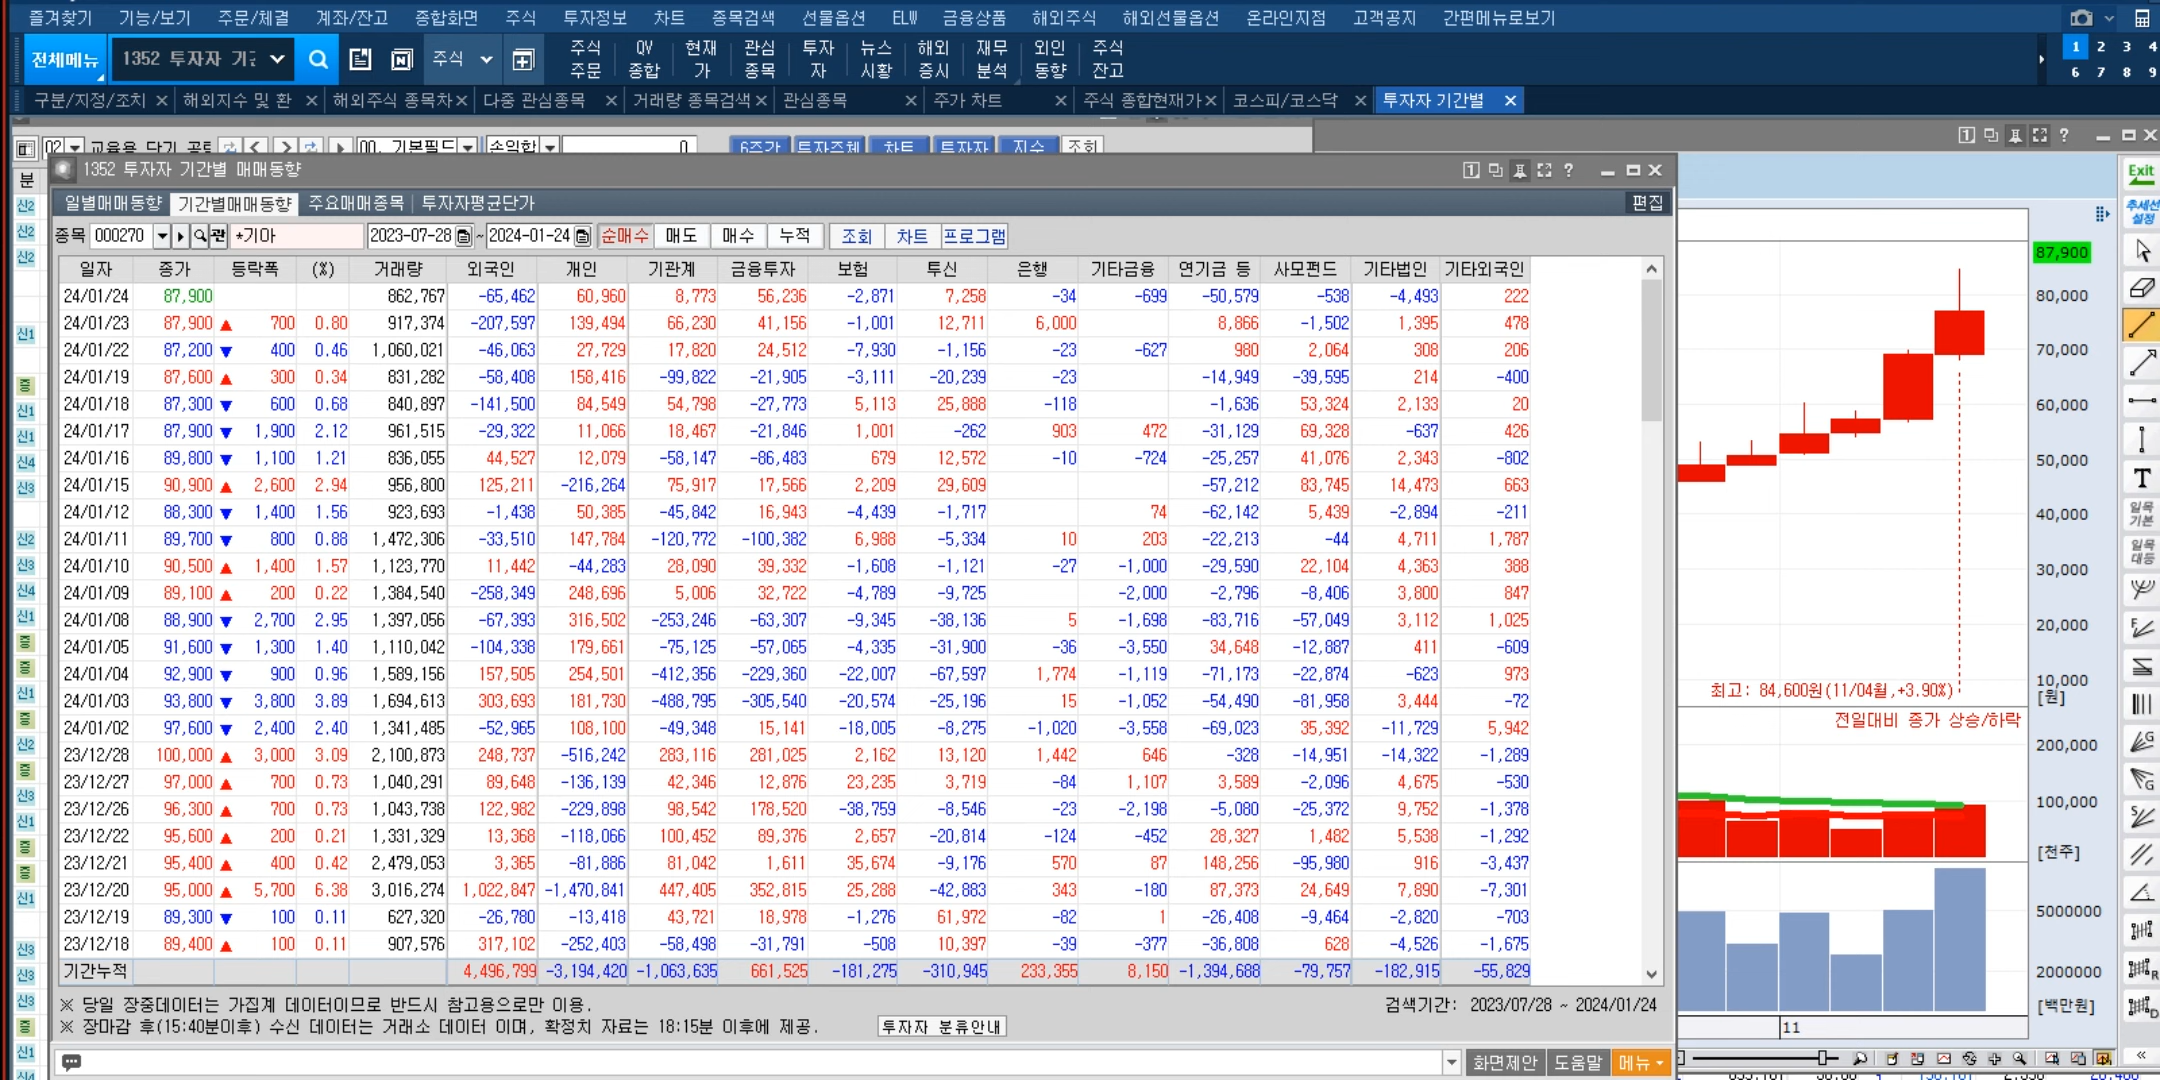 즐겨찾기 기능/보기 주문/체결 계좌/잔고 종합화면 주식 투자정보 차트 종목검색 선물옵션 ELW 금융상품 해외주식 해외선물옵션 온라인지점 고객공지 간편메뉴로보기
전체메뉴 1352 투자자 기간 주식 주식주문 QV종합 현재가 관심종목 투자자 뉴스시황 해외증시 재무분석 외인동향 주식잔고 1 2 3 4
6 7 8 9
구분/지정/조치 해외지수 및 환 해외주식 종목차 다중 관심종목 거래량 종목검색 관심종목 주가 차트 주식 종합현재가 코스피/코스닥 투자자 기간별
02 교육용 단기 00. 기본필드 손익합 0 6주간 투자주체 차트 투자자 지수 조회
1352 투자자 기간별 매매동향
일별매매동향 기간별매매동향 주요매매종목 투자자평균단가 편집
종목 000270 관 *기아 2023-07-28 ~ 2024-01-24 순매수 매도 매수 누적 조회 차트 프로그램
일자 종가 등락폭 (%) 거래량 외국인 개인 기관계 금융투자 보험 투신 은행 기타금융 연기금 등 사모펀드 기타법인 기타외국인
24/01/24 87,900 862,767 -65,462 60,960 8,773 56,236 -2,871 7,258 -34 -699 -50,579 -538 -4,493 222
24/01/23 87,900 ▲ 700 0.80 917,374 -207,597 139,494 66,230 41,156 -1,001 12,711 6,000 8,866 -1,502 1,395 478
24/01/22 87,200 ▼ 400 0.46 1,060,021 -46,063 27,729 17,820 24,512 -7,930 -1,156 -23 -627 980 2,064 308 206
24/01/19 87,600 ▲ 300 0.34 831,282 -58,408 158,416 -99,822 -21,905 -3,111 -20,239 -23 -14,949 -39,595 214 -400
24/01/18 87,300 ▼ 600 0.68 840,897 -141,500 84,549 54,798 -27,773 5,113 25,888 -118 -1,636 53,324 2,133 20
24/01/17 87,900 ▼ 1,900 2.12 961,515 -29,322 11,066 18,467 -21,846 1,001 -262 903 472 -31,129 69,328 -637 426
24/01/16 89,800 ▼ 1,100 1.21 836,055 44,527 12,079 -58,147 -86,483 679 12,572 -10 -724 -25,257 41,076 2,343 -802
24/01/15 90,900 ▲ 2,600 2.94 956,800 125,211 -216,264 75,917 17,566 2,209 29,609 -57,212 83,745 14,473 663
24/01/12 88,300 ▼ 1,400 1.56 923,693 -1,438 50,385 -45,842 16,943 -4,439 -1,717 74 -62,142 5,439 -2,894 -211
24/01/11 89,700 ▼ 800 0.88 1,472,306 -33,510 147,784 -120,772 -100,382 6,988 -5,334 10 203 -22,213 -44 4,711 1,787
24/01/10 90,500 ▲ 1,400 1.57 1,123,770 11,442 -44,283 28,090 39,332 -1,608 -1,121 -27 -1,000 -29,590 22,104 4,363 388
24/01/09 89,100 ▲ 200 0.22 1,384,540 -258,349 248,696 5,006 32,722 -4,789 -9,725 -2,000 -2,796 -8,406 3,800 847
24/01/08 88,900 ▼ 2,700 2.95 1,397,056 -67,393 316,502 -253,246 -63,307 -9,345 -38,136 5 -1,698 -83,716 -57,049 3,112 1,025
24/01/05 91,600 ▼ 1,300 1.40 1,110,042 -104,338 179,661 -75,125 -57,065 -4,335 -31,900 -36 -3,550 34,648 -12,887 411 -609
24/01/04 92,900 ▼ 900 0.96 1,589,156 157,505 254,501 -412,356 -229,360 -22,007 -67,597 1,774 -1,119 -71,173 -22,874 -623 973
24/01/03 93,800 ▼ 3,800 3.89 1,694,613 303,693 181,730 -488,795 -305,540 -20,574 -25,196 15 -1,052 -54,490 -81,958 3,444 -72
24/01/02 97,600 ▼ 2,400 2.40 1,341,485 -52,965 108,100 -49,348 15,141 -18,005 -8,275 -1,020 -3,558 -69,023 35,392 -11,729 5,942
23/12/28 100,000 ▲ 3,000 3.09 2,100,873 248,737 -516,242 283,116 281,025 2,162 13,120 1,442 646 -328 -14,951 -14,322 -1,289
23/12/27 97,000 ▲ 700 0.73 1,040,291 89,648 -136,139 42,346 12,876 23,235 3,719 -84 1,107 3,589 -2,096 4,675 -530
23/12/26 96,300 ▲ 700 0.73 1,043,738 122,982 -229,898 98,542 178,520 -38,759 -8,546 -23 -2,198 -5,080 -25,372 9,752 -1,378
23/12/22 95,600 ▲ 200 0.21 1,331,329 13,368 -118,066 100,452 89,376 2,657 -20,814 -124 -452 28,327 1,482 5,538 -1,292
23/12/21 95,400 ▲ 400 0.42 2,479,053 3,365 -81,886 81,042 1,611 35,674 -9,176 570 87 148,256 -95,980 916 -3,437
23/12/20 95,000 ▲ 5,700 6.38 3,016,274 1,022,847 -1,470,841 447,405 352,815 25,288 -42,883 343 -180 87,373 24,649 7,890 -7,301
23/12/19 89,300 ▼ 100 0.11 627,320 -26,780 -13,418 43,721 18,978 -1,276 61,972 -82 1 -26,408 -9,464 -2,820 -703
23/12/18 89,400 ▲ 100 0.11 907,576 317,102 -252,403 -58,498 -31,791 -508 10,397 -39 -377 -36,808 628 -4,526 -1,675
기간누적 4,496,799 -3,194,420 -1,063,635 661,525 -181,275 -310,945 233,355 8,150 -1,394,688 -79,757 -182,915 -55,829
※ 당일 장중데이터는 가집계 데이터이므로 반드시 참고용으로만 이용. 검색기간: 2023/07/28 ~ 2024/01/24
※ 장마감 후(15:40분이후) 수신 데이터는 거래소 데이터 이며, 확정치 자료는 18:15분 이후에 제공. 투자자 분류안내
화면제안 도움말 메뉴
87,900
80,000
70,000
60,000
50,000
40,000
30,000
20,000
10,000
[원]
최고: 84,600원(11/04월,+3.90%)
전일대비 종가 상승/하락
200,000
100,000
[천주]
5000000
2000000
[백만원]
11
Exit
추세선
설정
T
일목
기본
일목
대등